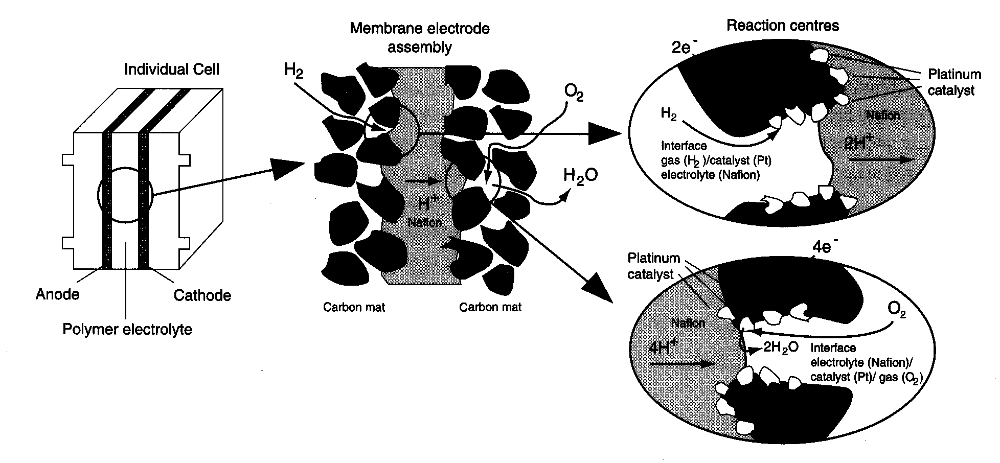 Individual Cell
Anode
Cathode
Polymer electrolyte
Membrane electrode
assembly
H₂
O₂
H₂O
H⁺
Nafion
Carbon mat
Carbon mat
Reaction centres
2e⁻
Platinum
catalyst
H₂
Nafion
2H⁺
Interface
gas (H₂)/catalyst (Pt)
electrolyte (Nafion)
4e⁻
Platinum
catalyst
O₂
Nafion
4H⁺
2H₂O
Interface
electrolyte (Nafion)/
catalyst (Pt)/ gas (O₂)